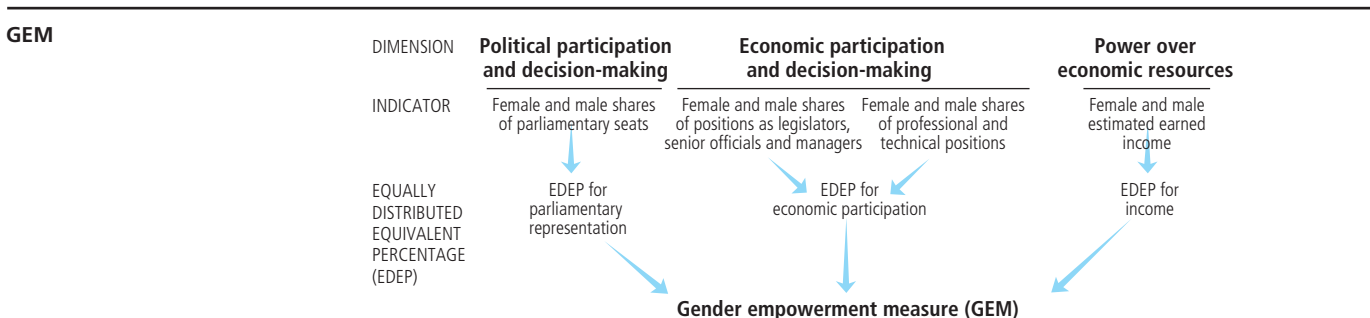 GEM
DIMENSION
Political participation
and decision-making
Economic participation
and decision-making
Power over
economic resources
INDICATOR
Female and male shares
of parliamentary seats
Female and male shares
of positions as legislators,
senior officials and managers
Female and male shares
of professional and
technical positions
Female and male
estimated earned
income
EQUALLY
DISTRIBUTED
EQUIVALENT
PERCENTAGE
(EDEP)
EDEP for
parliamentary
representation
EDEP for
economic participation
EDEP for
income
Gender empowerment measure (GEM)